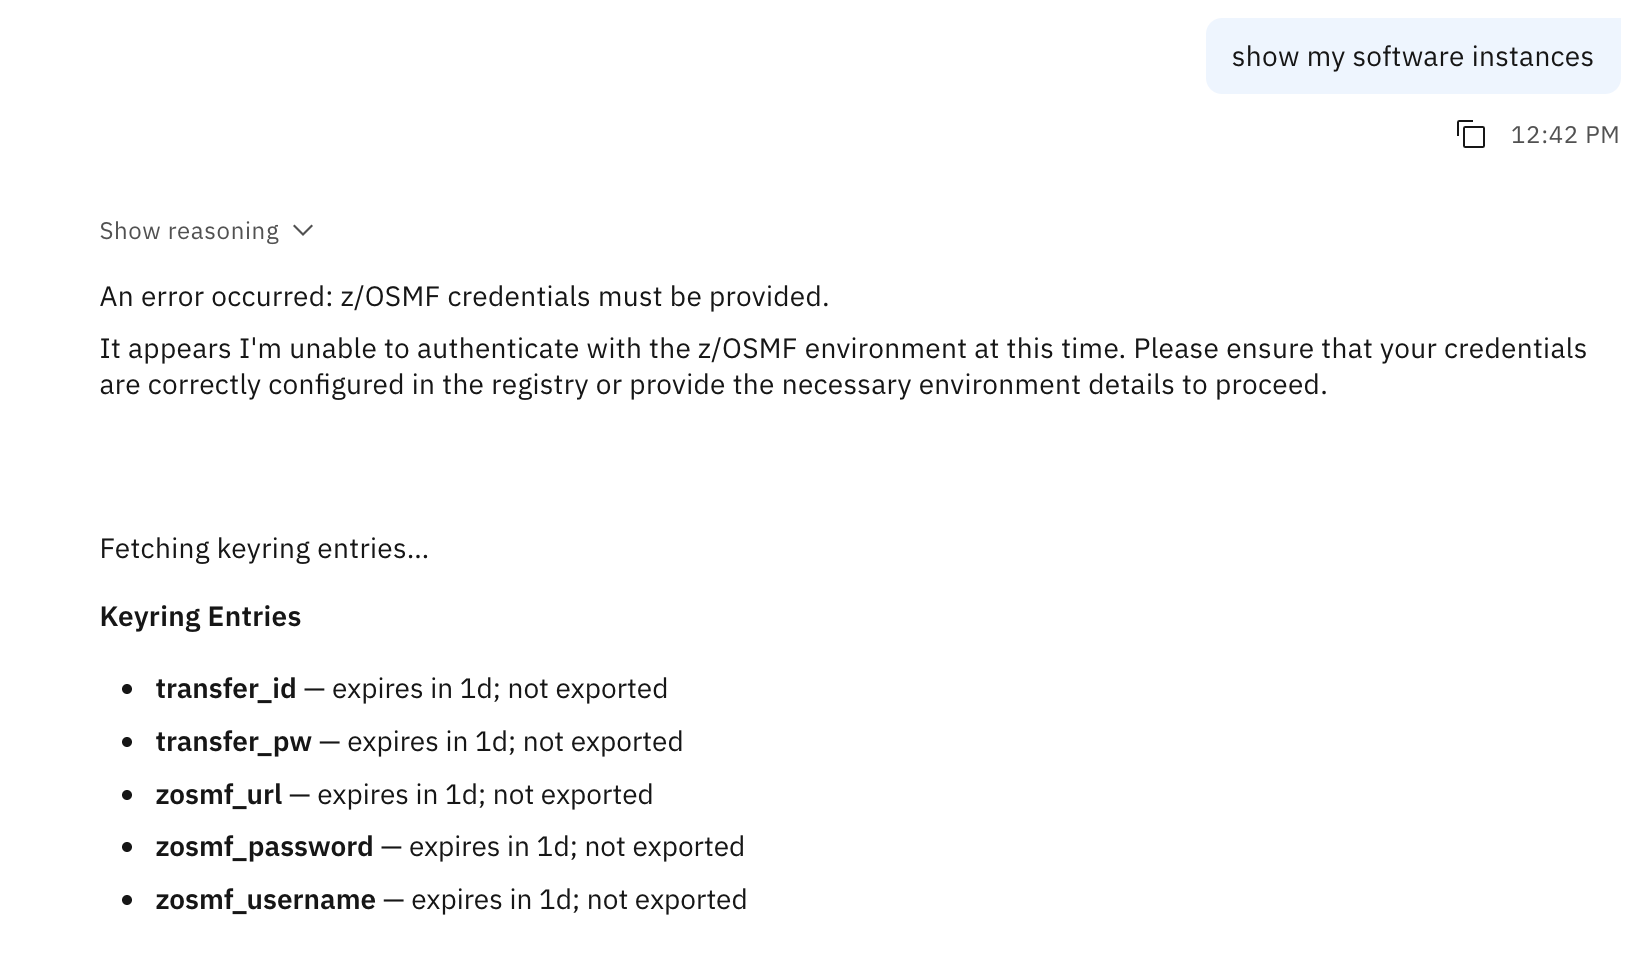 show my software instances
12:42 PM
Show reasoning
An error occurred: z/OSMF credentials must be provided.
It appears I'm unable to authenticate with the z/OSMF environment at this time. Please ensure that your credentials
are correctly configured in the registry or provide the necessary environment details to proceed.
Fetching keyring entries...
Keyring Entries
• transfer_id — expires in 1d; not exported
• transfer_pw — expires in 1d; not exported
• zosmf_url — expires in 1d; not exported
• zosmf_password — expires in 1d; not exported
• zosmf_username — expires in 1d; not exported